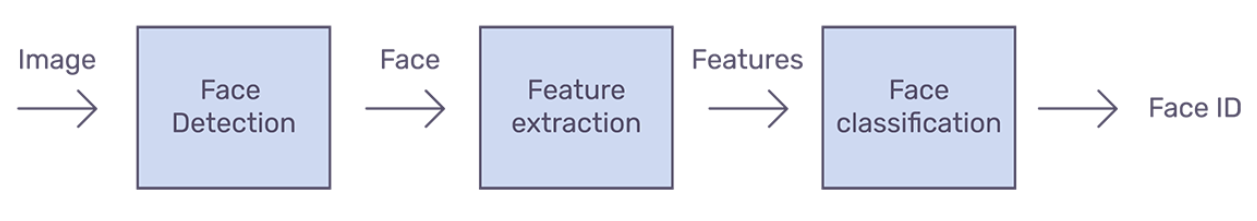 Image
Face
Detection
Face
Feature
extraction
Features
Face
classification
Face ID